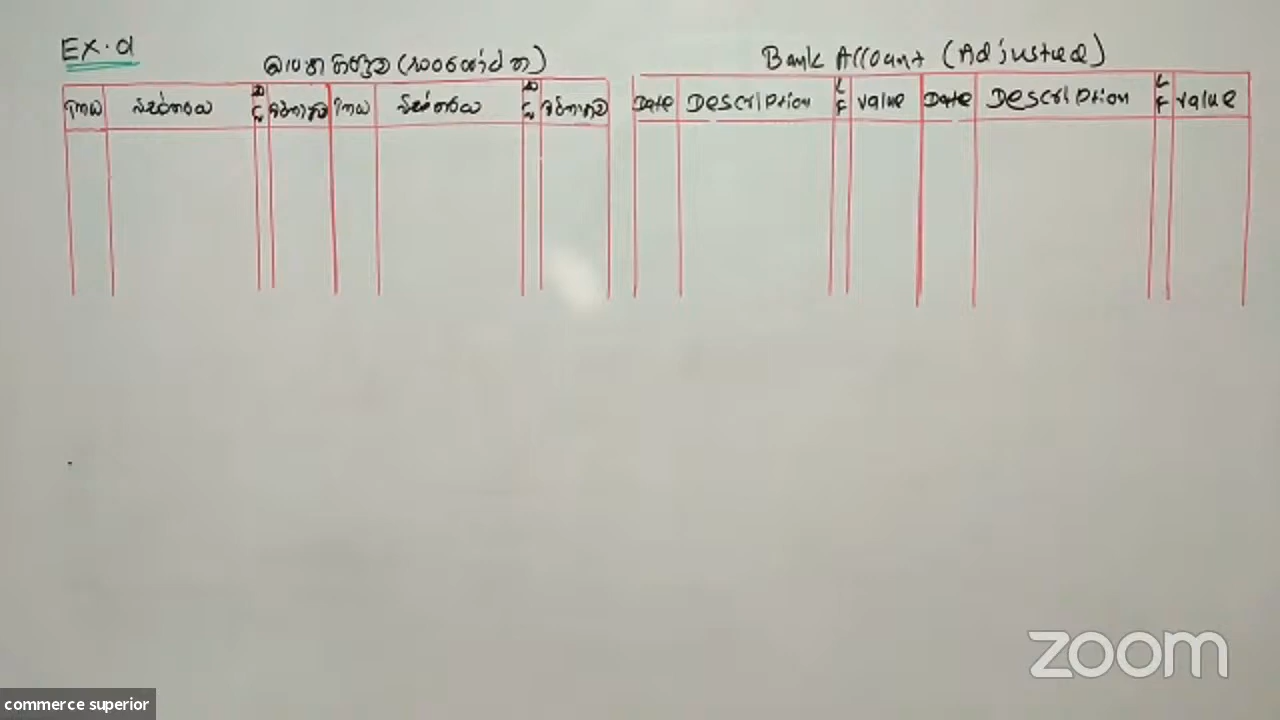 Ex. a
බැංකු ගිණුම (සංශෝධිත)
Bank Account (Adjusted)
දිනය විස්තරය වටිනාකම දිනය විස්තරය වටිනාකම
Date Description LF value Date Description LF value
zoom
commerce superior